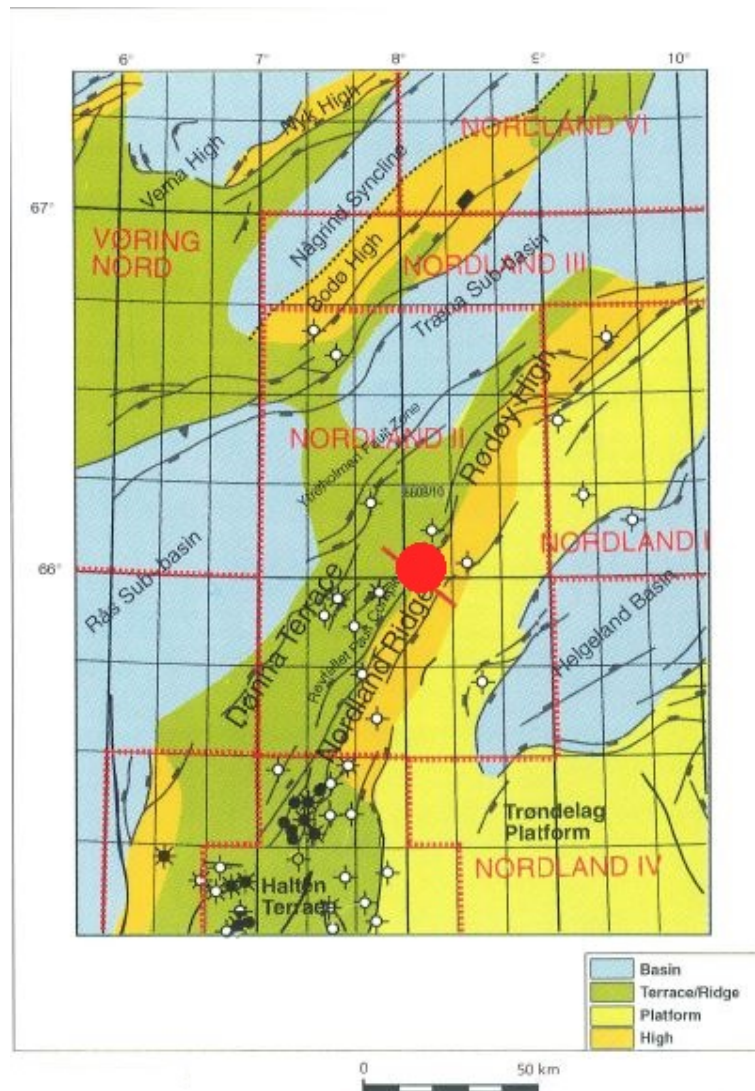 6° 7° 8° 9° 10°
Nyk High
NORDLAND VI
Verna High
Någrind Syncline
67°
VØRING
NORD
Bodø High
NORDLAND III
Træna Sub-basin
Rødøy High
NORDLAND II
Ytreholmen Fault Zone
6608/10
66°
Rås Sub-basin
NORDLAND I
Dønna Terrace
Revfallet Fault
Nordland Ridge
Helgeland Basin
Trøndelag
Platform
NORDLAND IV
Halten
Terrace
Basin
Terrace/Ridge
Platform
High
0 50 km